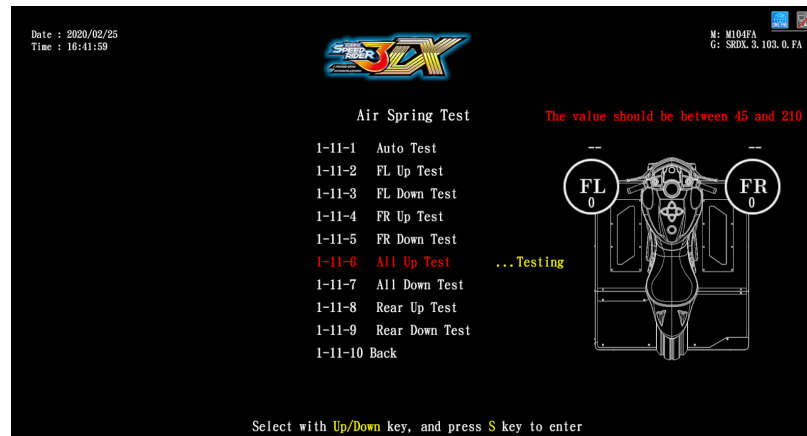 Date : 2020/02/25
Time : 16:41:59
SPEED RIDER 3 DX
M: M104FA
G: SRDX.3.103.0.FA
Air Spring Test
The value should be between 45 and 210
1-11-1 Auto Test
1-11-2 FL Up Test
1-11-3 FL Down Test
1-11-4 FR Up Test
1-11-5 FR Down Test
1-11-6 All Up Test ...Testing
1-11-7 All Down Test
1-11-8 Rear Up Test
1-11-9 Rear Down Test
1-11-10 Back
-- --
FL FR
0 0
Select with Up/Down key, and press S key to enter